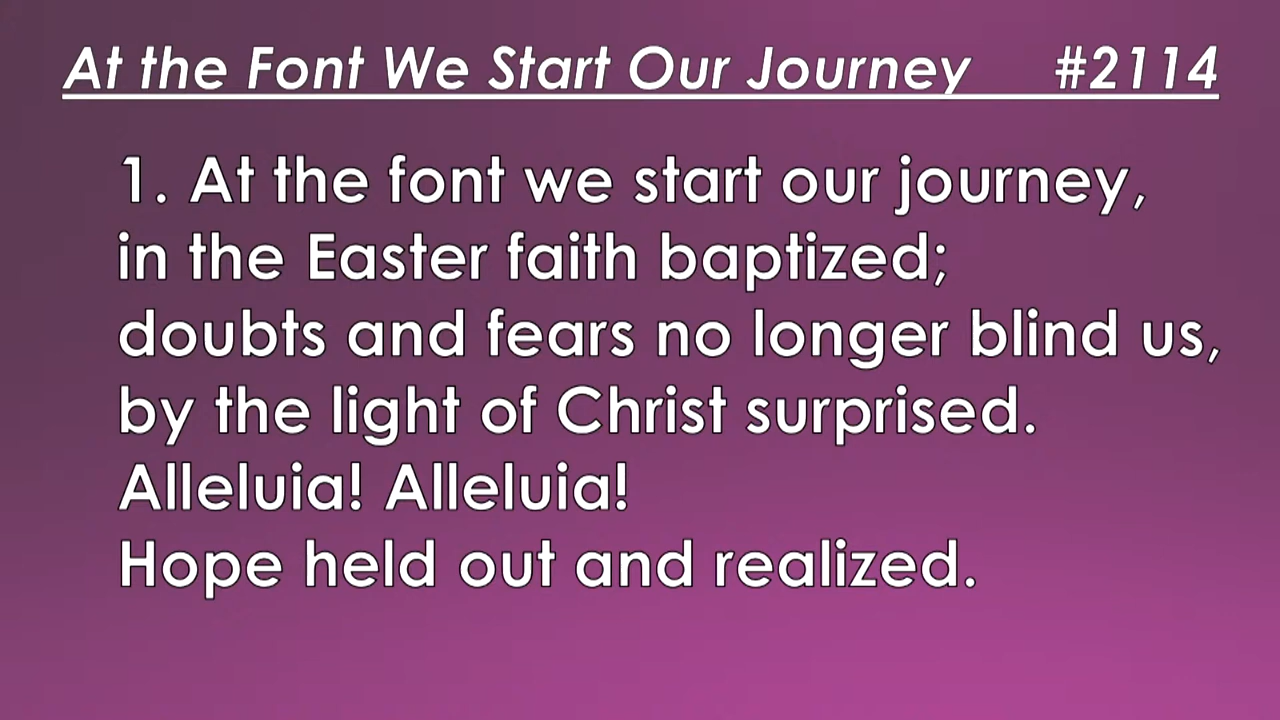 At the Font We Start Our Journey #2114
1. At the font we start our journey,
in the Easter faith baptized;
doubts and fears no longer blind us,
by the light of Christ surprised.
Alleluia! Alleluia!
Hope held out and realized.